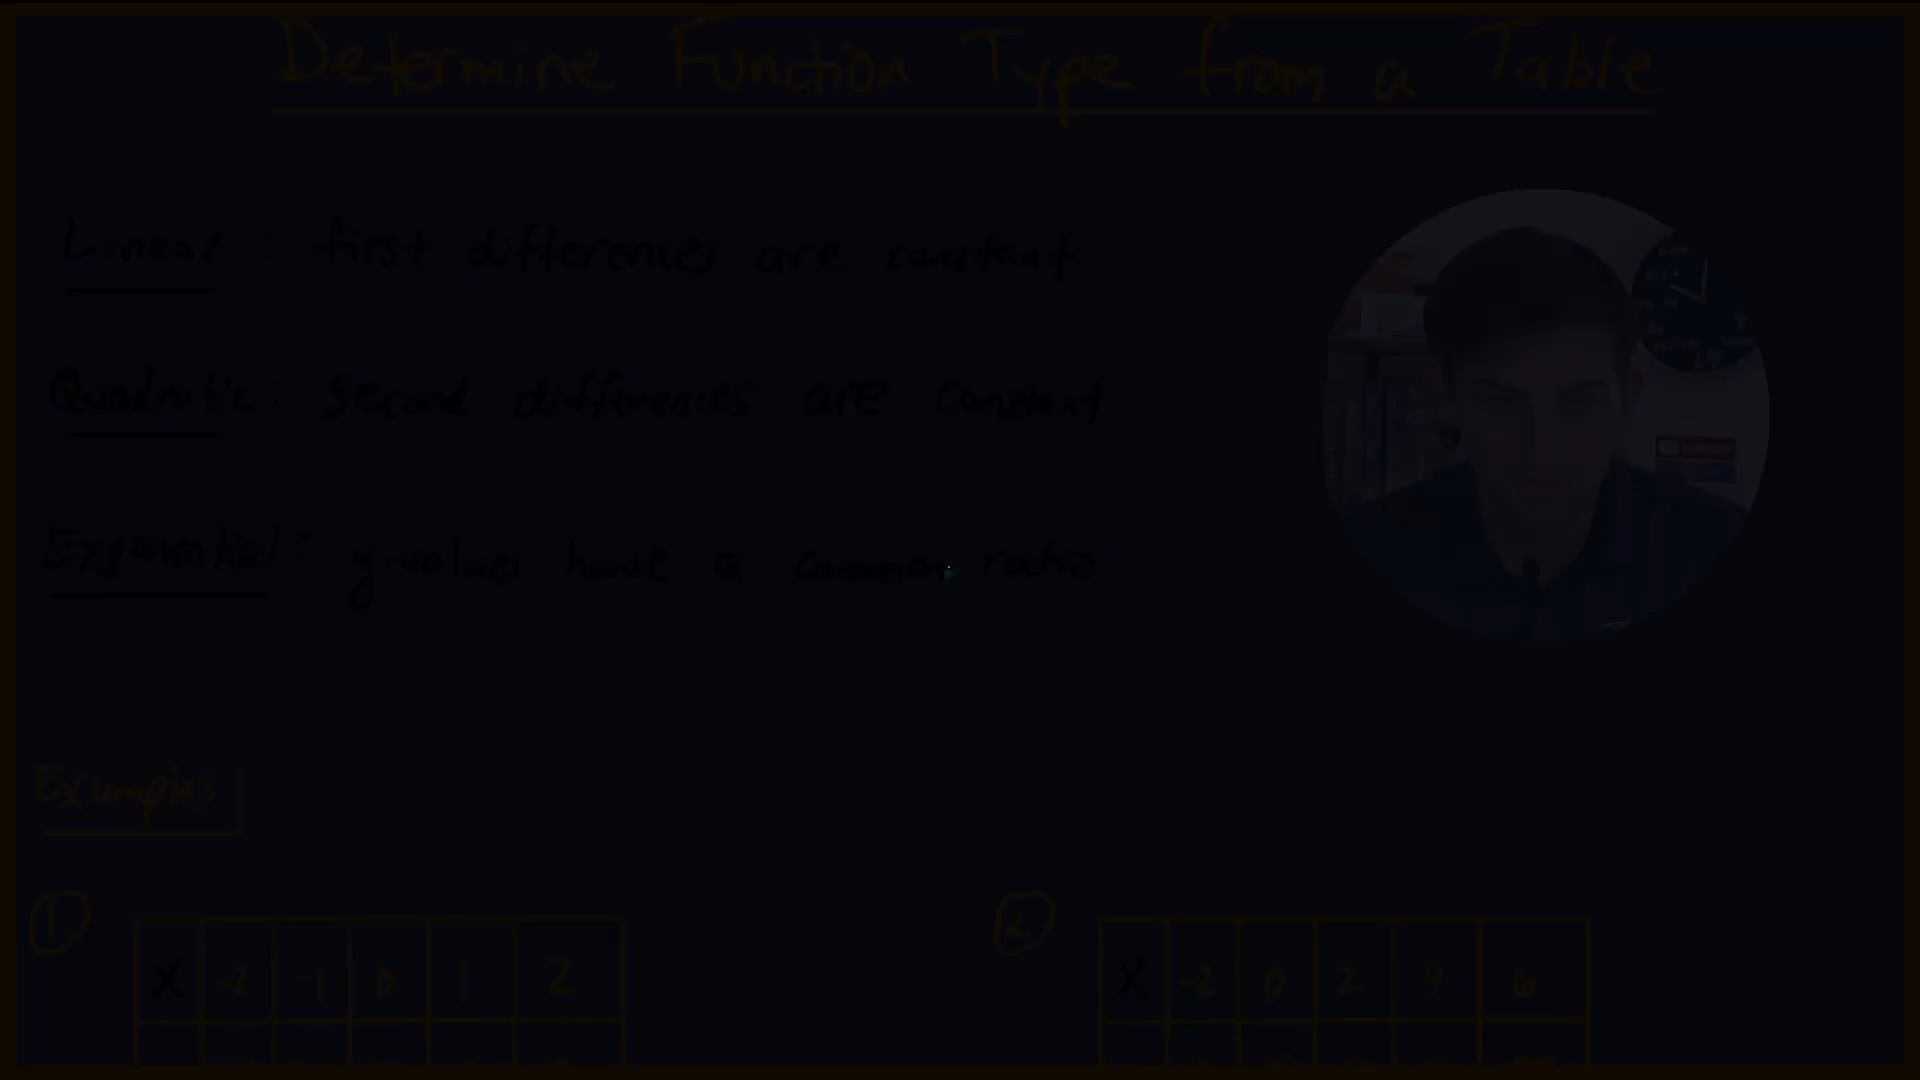 Determine Function Type from a Table
Linear: first differences are constant
Quadratic: second differences are constant
Exponential: y-values have a common ratio
Examples
1. 2.
X -2 -1 0 1 2
X -2 0 2 4 6